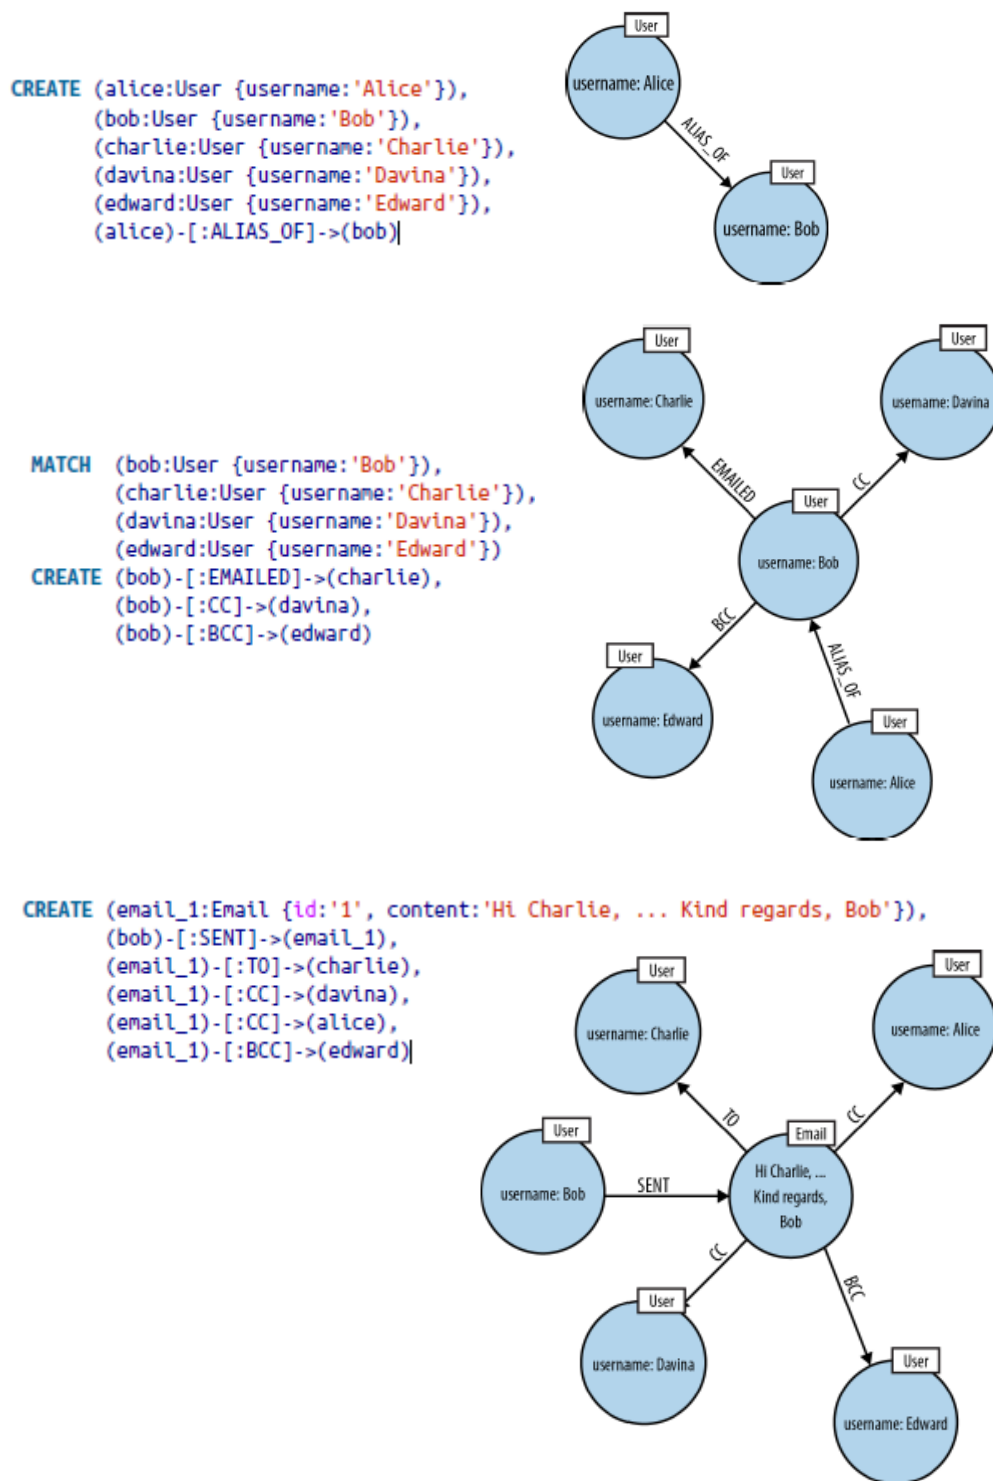 CREATE (alice:User {username:'Alice'}),
(bob:User {username:'Bob'}),
(charlie:User {username:'Charlie'}),
(davina:User {username:'Davina'}),
(edward:User {username:'Edward'}),
(alice)-[:ALIAS_OF]->(bob)
User
username: Alice
ALIAS_OF
User
username: Bob
MATCH (bob:User {username:'Bob'}),
(charlie:User {username:'Charlie'}),
(davina:User {username:'Davina'}),
(edward:User {username:'Edward'})
CREATE (bob)-[:EMAILED]->(charlie),
(bob)-[:CC]->(davina),
(bob)-[:BCC]->(edward)
User
username: Charlie
User
username: Davina
EMAILED
CC
User
username: Bob
BCC
ALIAS_OF
User
username: Edward
User
username: Alice
CREATE (email_1:Email {id:'1', content:'Hi Charlie, ... Kind regards, Bob'}),
(bob)-[:SENT]->(email_1),
(email_1)-[:TO]->(charlie),
(email_1)-[:CC]->(davina),
(email_1)-[:CC]->(alice),
(email_1)-[:BCC]->(edward)
User
username: Charlie
User
username: Alice
TO
CC
User
username: Bob
SENT
Email
Hi Charlie, ...
Kind regards,
Bob
CC
BCC
User
username: Davina
User
username: Edward